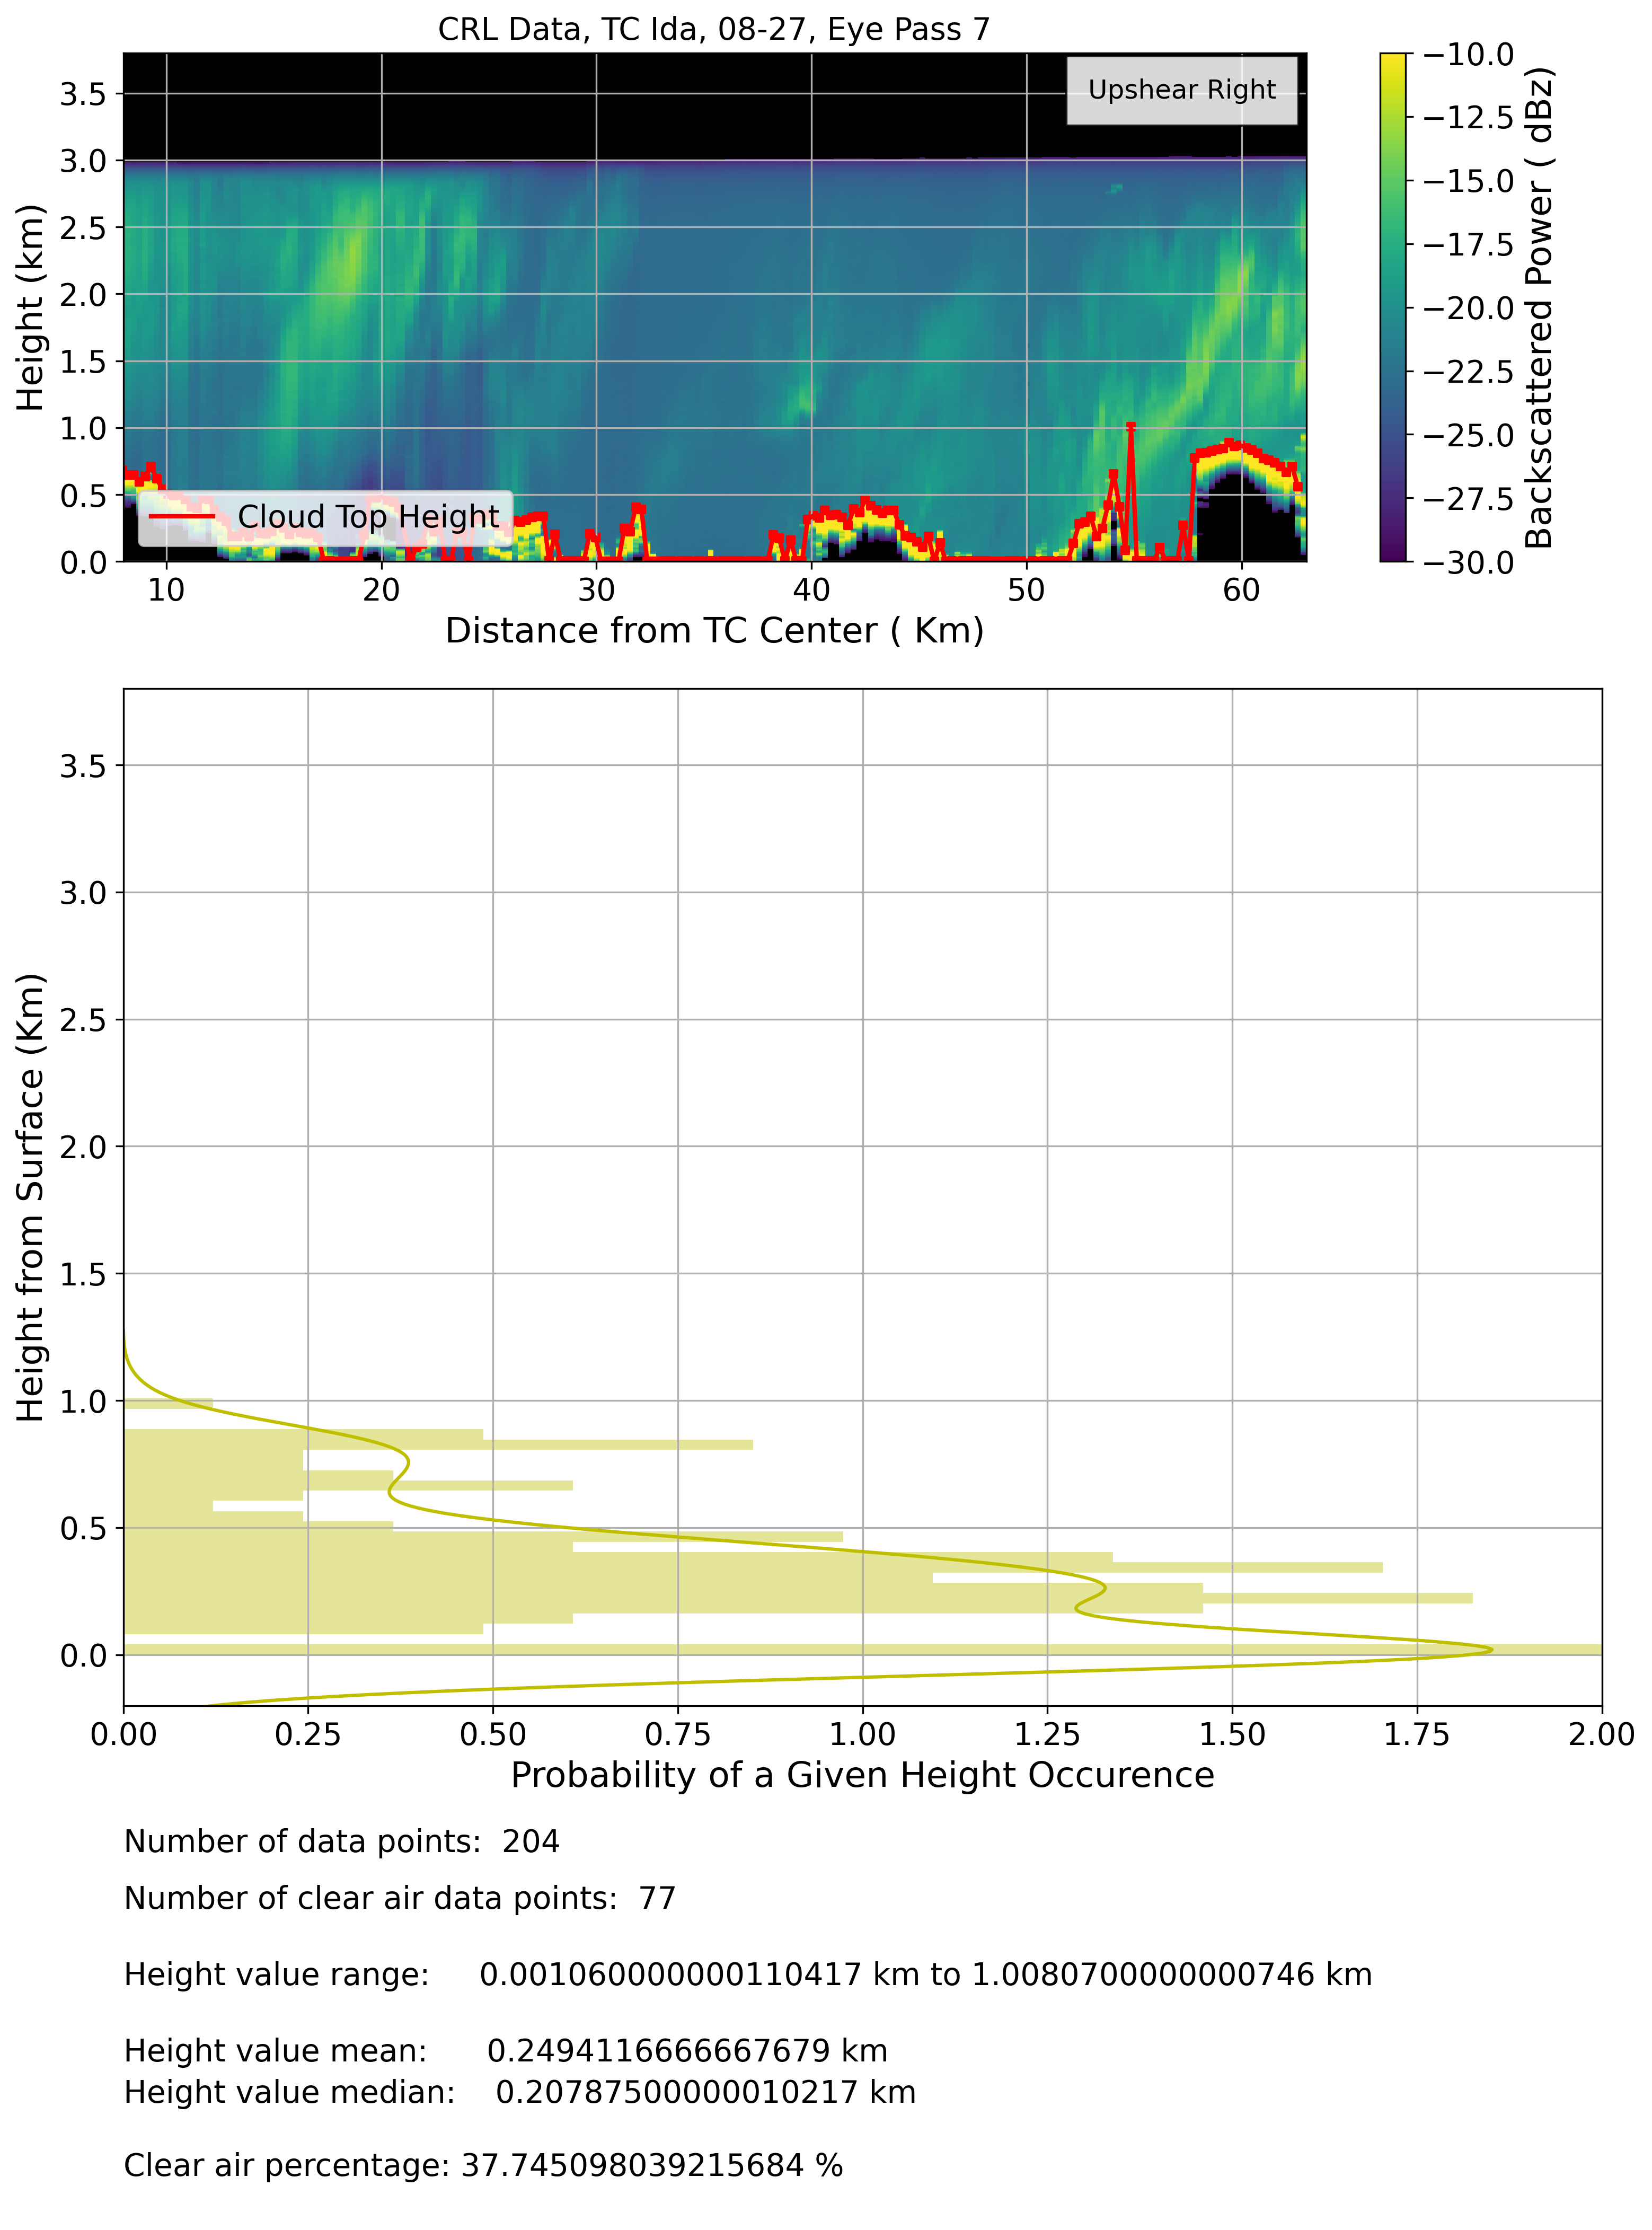 CRL Data, TC Ida, 08-27, Eye Pass 7
Upshear Right
Height (km)
3.5
3.0
2.5
2.0
1.5
1.0
0.5
0.0
Cloud Top Height
10 20 30 40 50 60
Distance from TC Center ( Km)
−10.0
−12.5
−15.0
−17.5
−20.0
−22.5
−25.0
−27.5
−30.0
Backscattered Power ( dBz)
Height from Surface (Km)
3.5
3.0
2.5
2.0
1.5
1.0
0.5
0.0
0.00 0.25 0.50 0.75 1.00 1.25 1.50 1.75 2.00
Probability of a Given Height Occurence
Number of data points: 204
Number of clear air data points: 77
Height value range: 0.001060000000110417 km to 1.0080700000000746 km
Height value mean: 0.2494116666667679 km
Height value median: 0.20787500000010217 km
Clear air percentage: 37.745098039215684 %